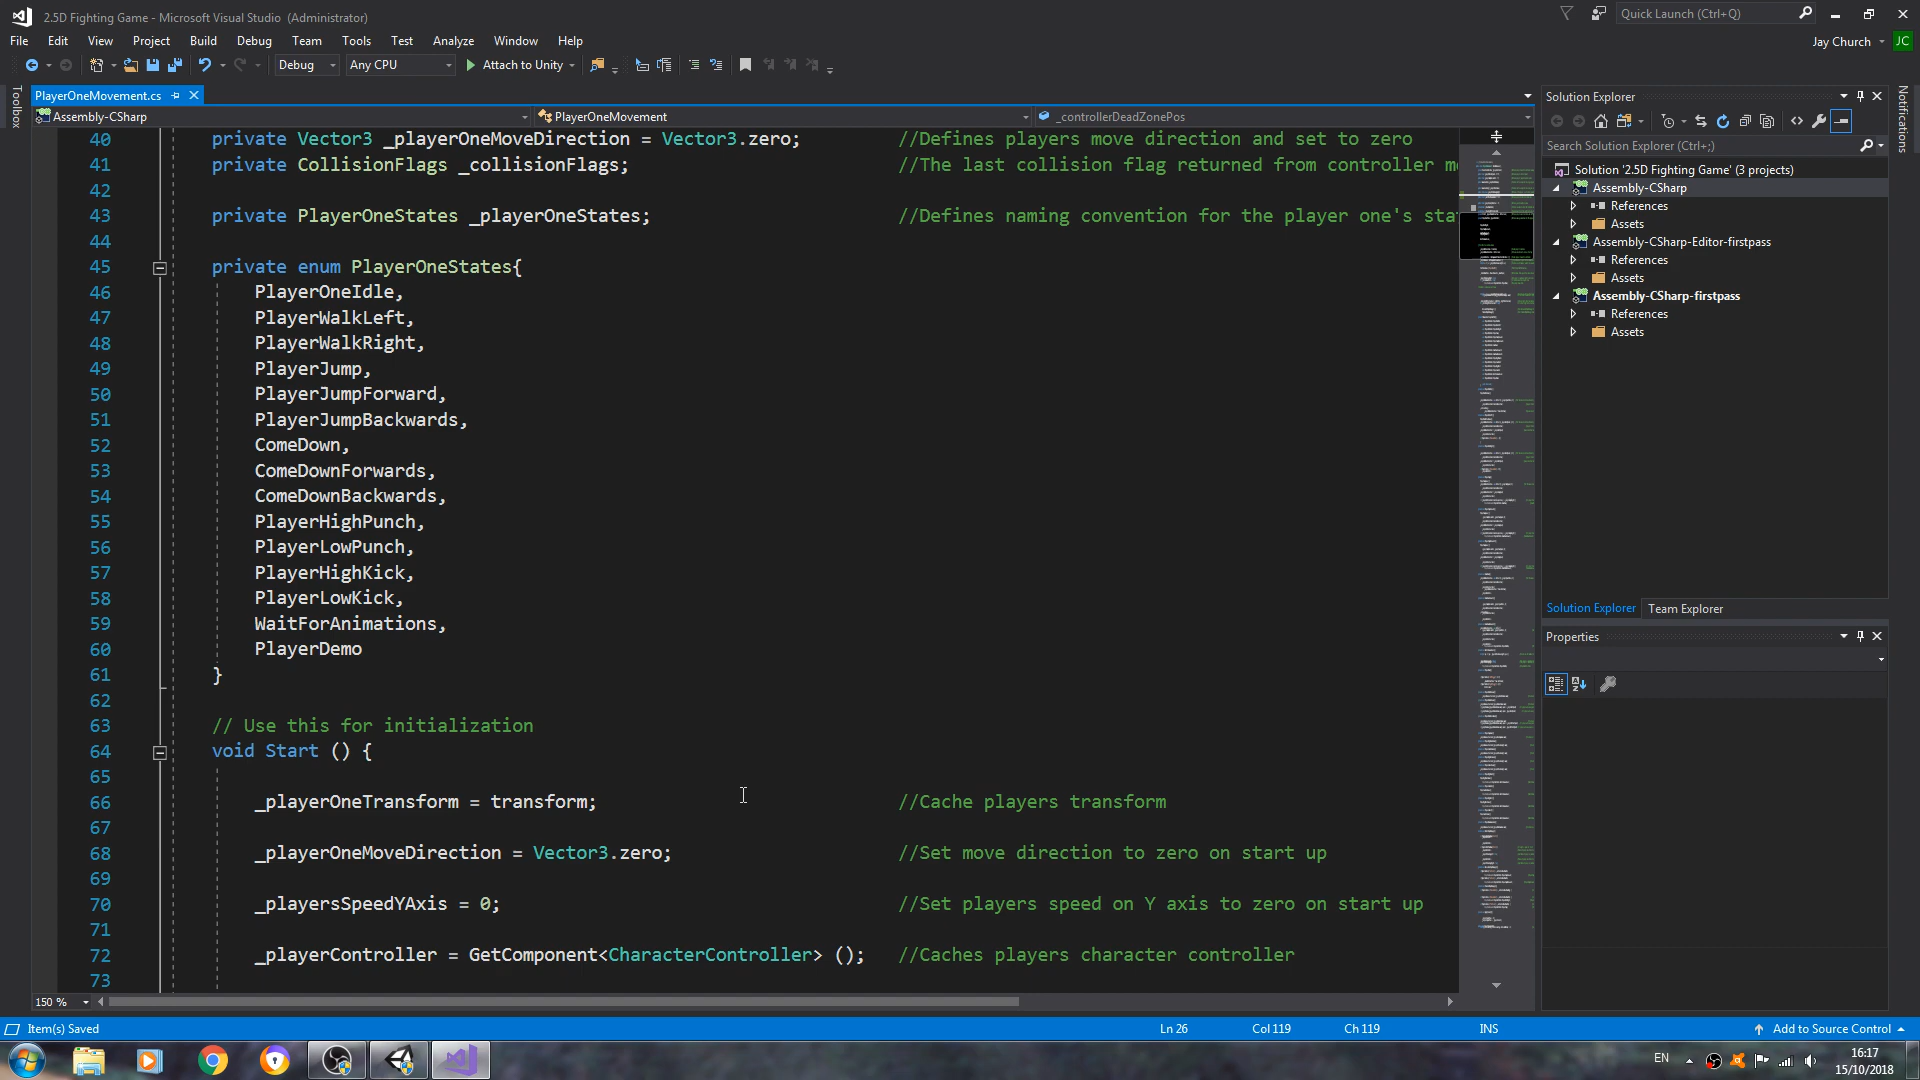 2.5D Fighting Game - Microsoft Visual Studio (Administrator)
Quick Launch (Ctrl+Q)
File Edit View Project Build Debug Team Tools Test Analyze Window Help
Jay Church JC
Debug Any CPU Attach to Unity
Toolbox
PlayerOneMovement.cs
Assembly-CSharp PlayerOneMovement _controllerDeadZonePos
40 private Vector3 _playerOneMoveDirection = Vector3.zero; //Defines players move direction and set to zero
41 private CollisionFlags _collisionFlags; //The last collision flag returned from controller m
42
43 private PlayerOneStates _playerOneStates; //Defines naming convention for the player one's sta
44
45 private enum PlayerOneStates{
46 PlayerOneIdle,
47 PlayerWalkLeft,
48 PlayerWalkRight,
49 PlayerJump,
50 PlayerJumpForward,
51 PlayerJumpBackwards,
52 ComeDown,
53 ComeDownForwards,
54 ComeDownBackwards,
55 PlayerHighPunch,
56 PlayerLowPunch,
57 PlayerHighKick,
58 PlayerLowKick,
59 WaitForAnimations,
60 PlayerDemo
61 }
62
63 // Use this for initialization
64 void Start () {
65
66 _playerOneTransform = transform; //Cache players transform
67
68 _playerOneMoveDirection = Vector3.zero; //Set move direction to zero on start up
69
70 _playersSpeedYAxis = 0; //Set players speed on Y axis to zero on start up
71
72 _playerController = GetComponent<CharacterController> (); //Caches players character controller
73
150 %
Solution Explorer
Search Solution Explorer (Ctrl+;)
Solution '2.5D Fighting Game' (3 projects)
Assembly-CSharp
References
Assets
Assembly-CSharp-Editor-firstpass
References
Assets
Assembly-CSharp-firstpass
References
Assets
Solution Explorer Team Explorer
Properties
Notifications
Item(s) Saved Ln 26 Col 119 Ch 119 INS Add to Source Control
EN 16:17
15/10/2018